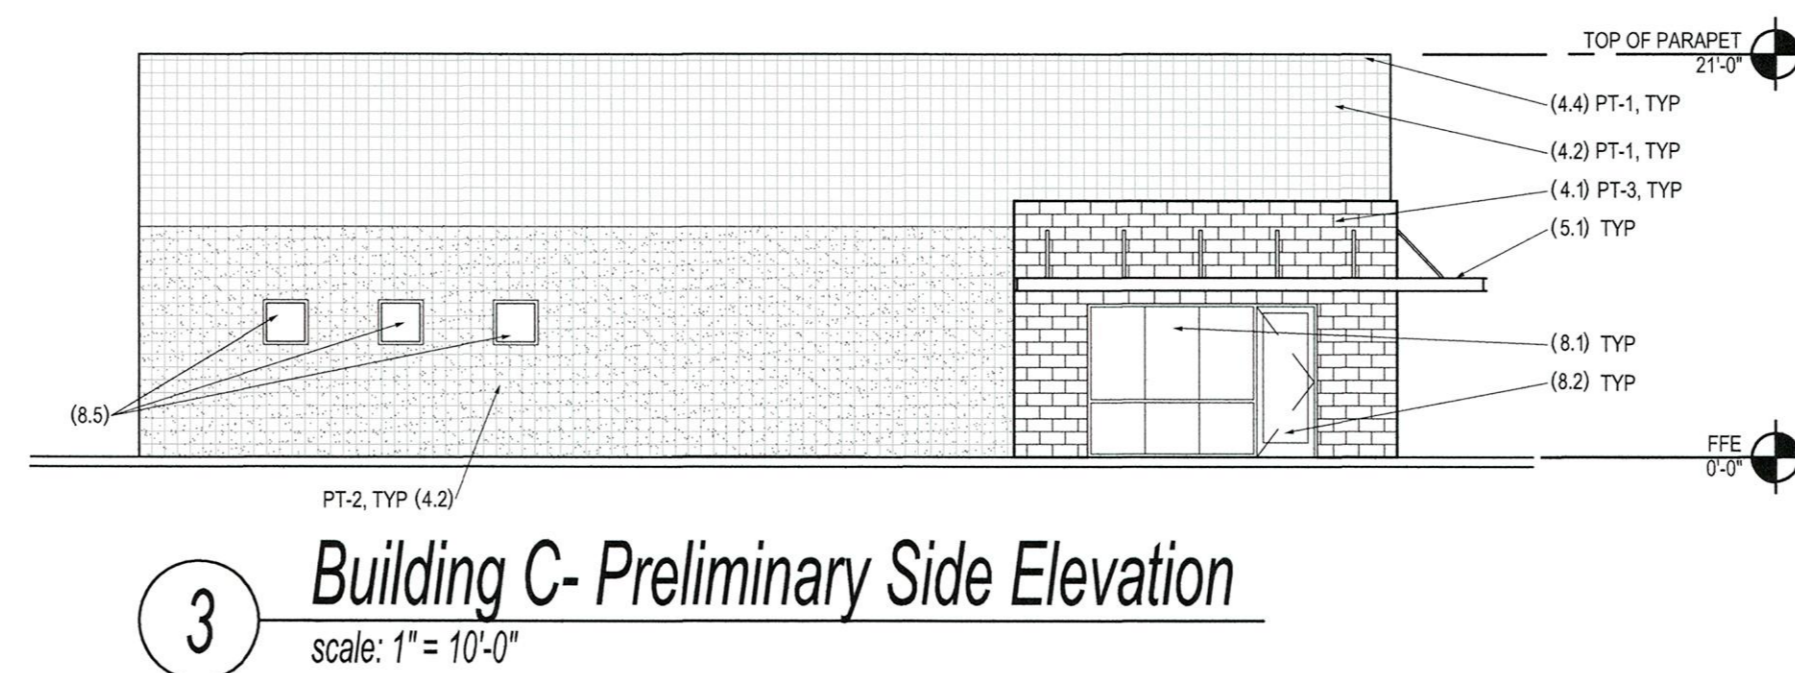 TOP OF PARAPET
21'-0"
(4.4) PT-1, TYP
(4.2) PT-1, TYP
(4.1) PT-3, TYP
(5.1) TYP
(8.1) TYP
(8.2) TYP
(8.5)
FFE
0'-0"
PT-2, TYP (4.2)
3
Building C- Preliminary Side Elevation
scale: 1" = 10'-0"